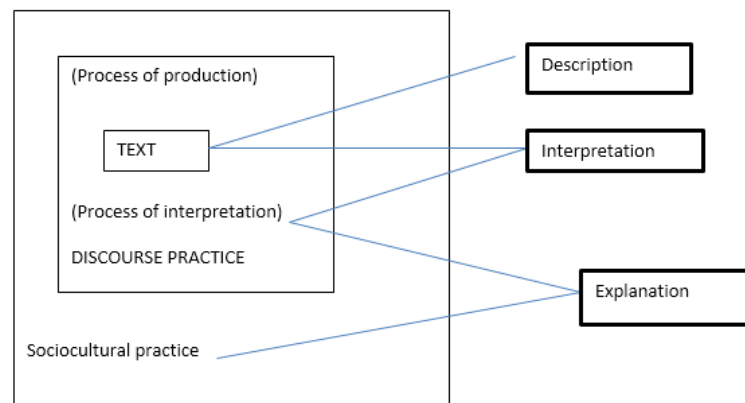 (Process of production)
Description
TEXT
Interpretation
(Process of interpretation)
DISCOURSE PRACTICE
Explanation
Sociocultural practice